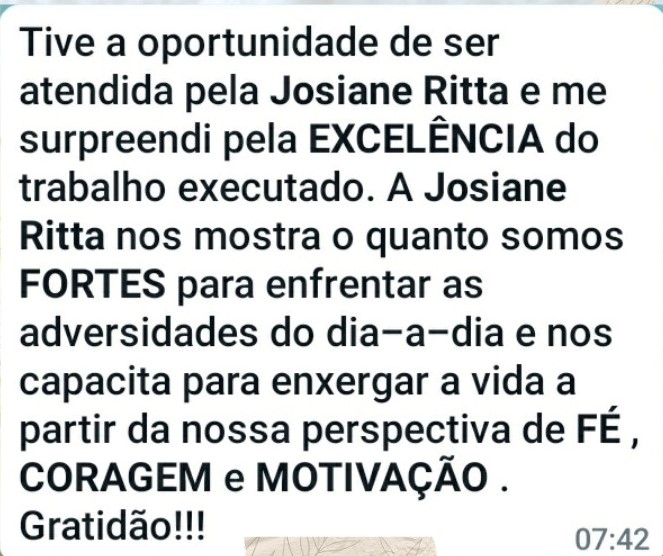 Tive a oportunidade de ser
atendida pela Josiane Ritta e me
surpreendi pela EXCELÊNCIA do
trabalho executado. A Josiane
Ritta nos mostra o quanto somos
FORTES para enfrentar as
adversidades do dia-a-dia e nos
capacita para enxergar a vida a
partir da nossa perspectiva de FÉ ,
CORAGEM e MOTIVAÇÃO .
Gratidão!!!
07:42